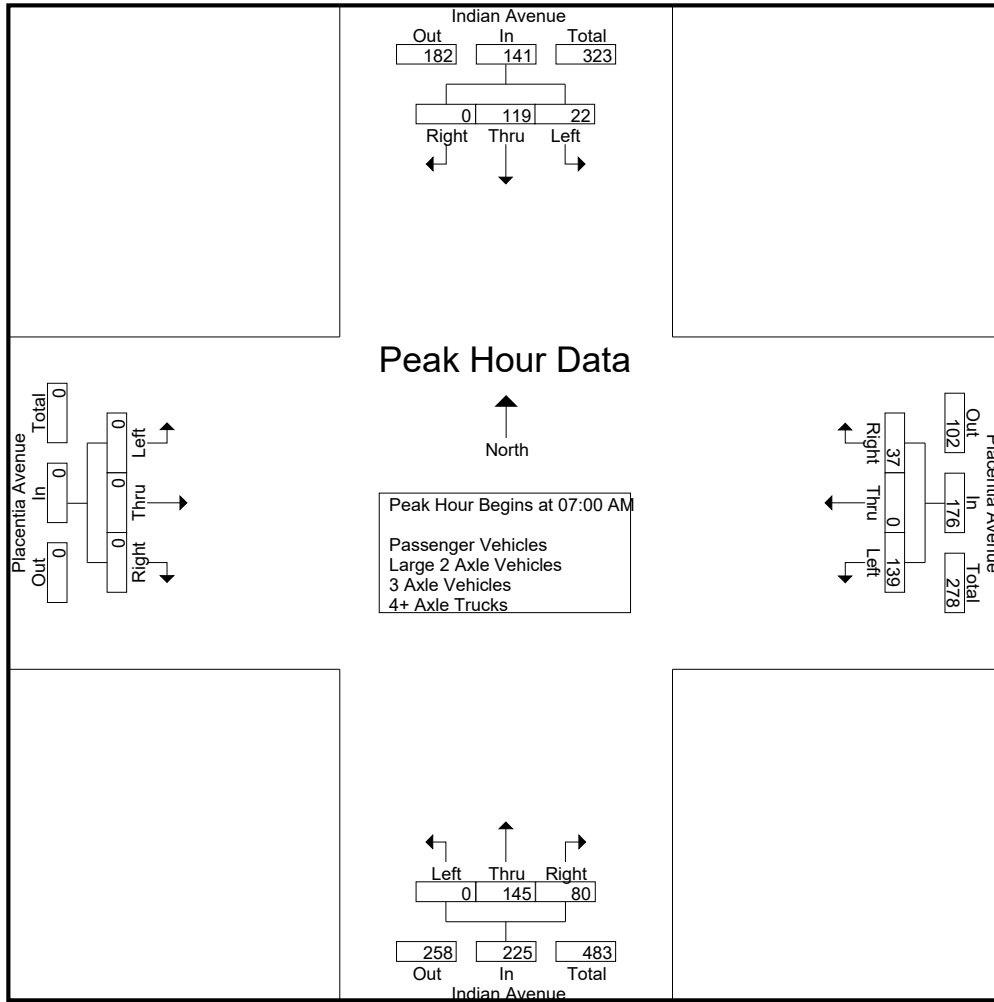 Indian Avenue
Out In Total
182 141 323
0 119 22
Right Thru Left
Peak Hour Data
North
Peak Hour Begins at 07:00 AM
Passenger Vehicles
Large 2 Axle Vehicles
3 Axle Vehicles
4+ Axle Trucks
Placentia Avenue
Total In Out
0 0 0
0 0 0
Left Thru Right
Placentia Avenue
Out In Total
102 176 278
37 0 139
Right Thru Left
Left Thru Right
0 145 80
258 225 483
Out In Total
Indian Avenue